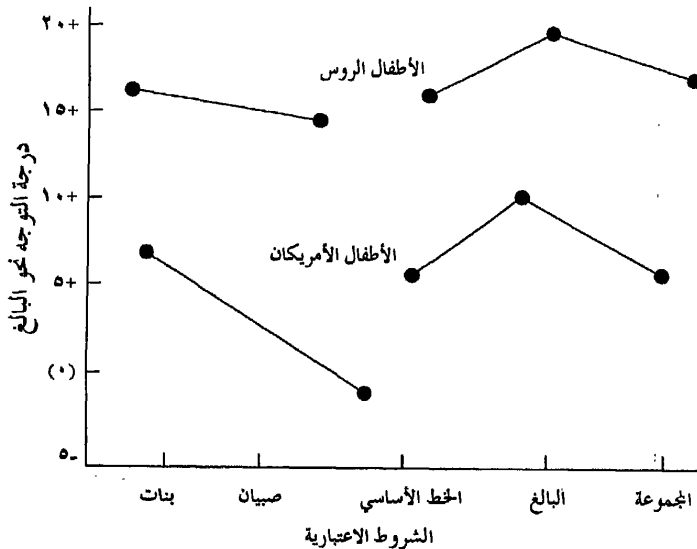 ٢٠+
الأطفال الروس
١٥+
١٠+
الأطفال الأمريكان
٥+
(٠)
٥-
درجة التوجه نحو البالغ
بنات صبيان الخط الأساسي البالغ المجموعة
الشروط الاعتبارية